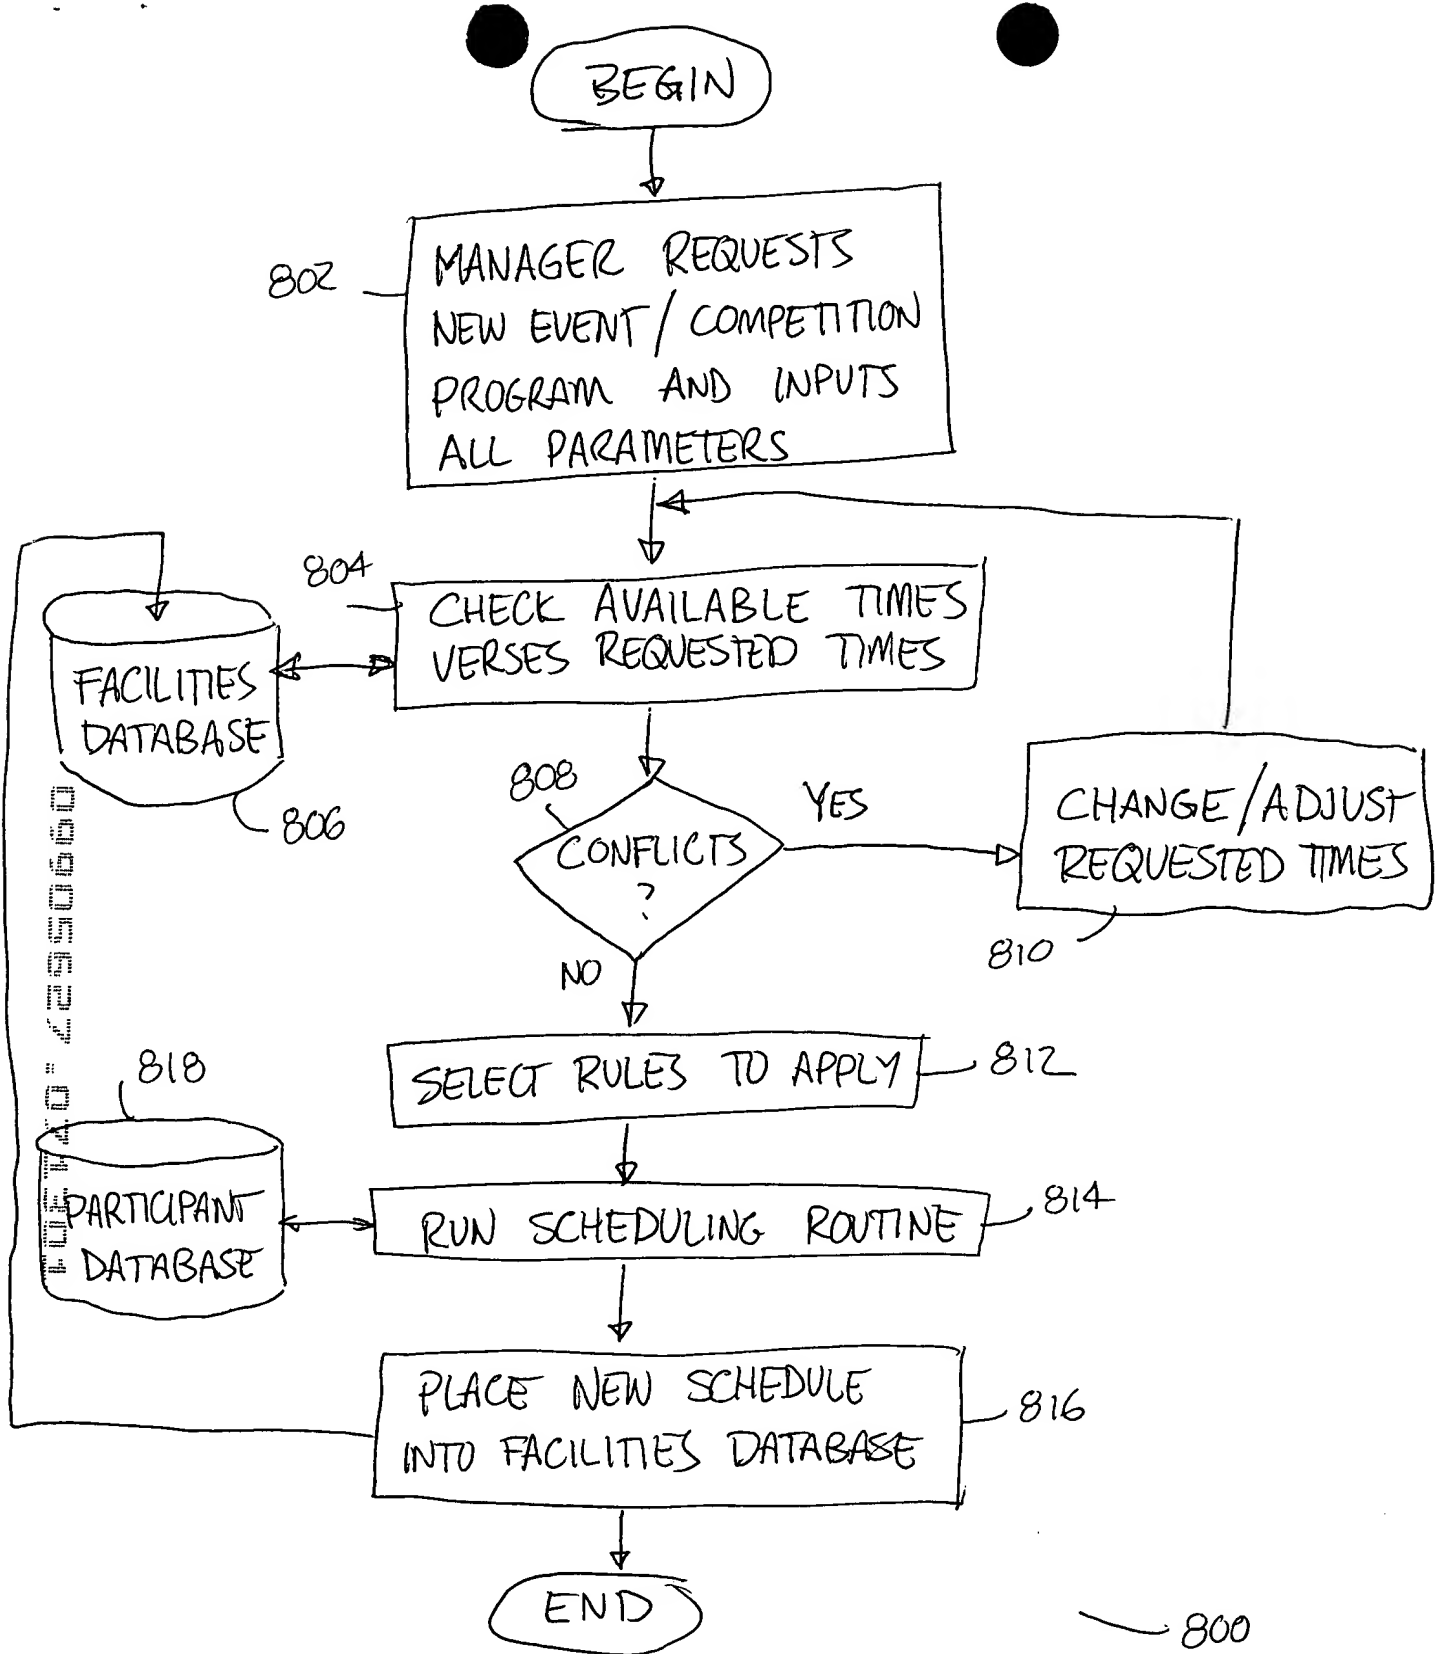 BEGIN
802
MANAGER REQUESTS
NEW EVENT / COMPETITION
PROGRAM AND INPUTS
ALL PARAMETERS
804
CHECK AVAILABLE TIMES
VERSES REQUESTED TIMES
FACILITIES
DATABASE
806
808
CONFLICTS
?
YES
CHANGE / ADJUST
REQUESTED TIMES
810
NO
SELECT RULES TO APPLY
812
818
PARTICIPANT
DATABASE
RUN SCHEDULING ROUTINE
814
PLACE NEW SCHEDULE
INTO FACILITIES DATABASE
816
END
800
09905627.071301